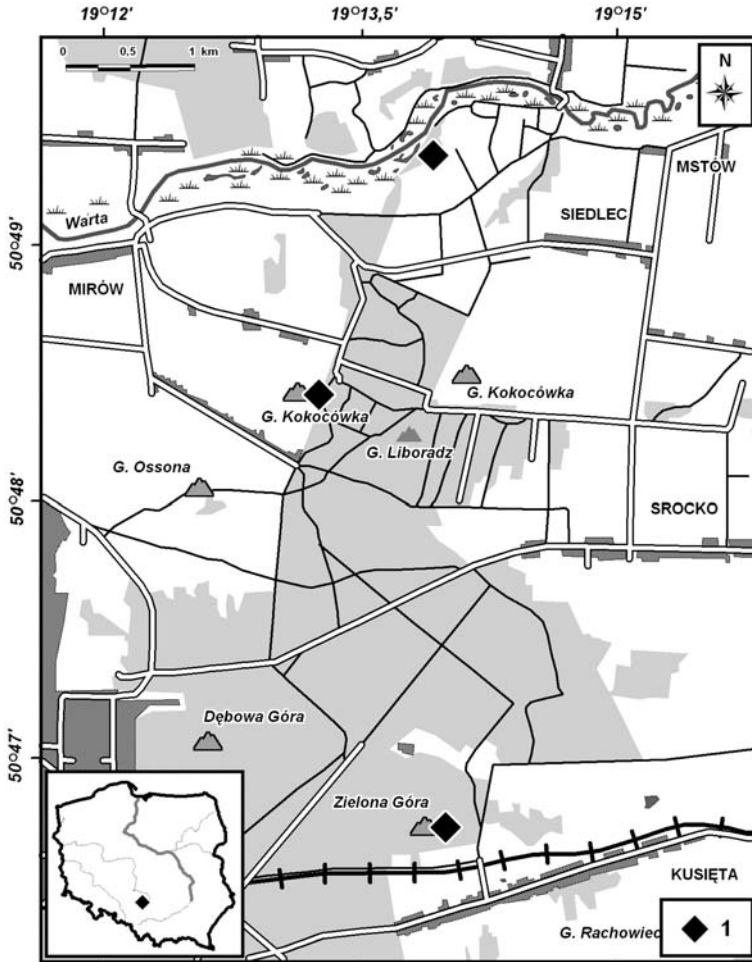 19°12'
19°13,5'
19°15'
0 0,5 1 km
N
MSTÓW
Warta
SIEDLEC
50°49'
MIRÓW
G. Kokocówka
G. Kokocówka
G. Liboradz
G. Ossona
50°48'
SROCKO
Dębowa Góra
50°47'
Zielona Góra
KUSIĘTA
G. Rachowiec
1